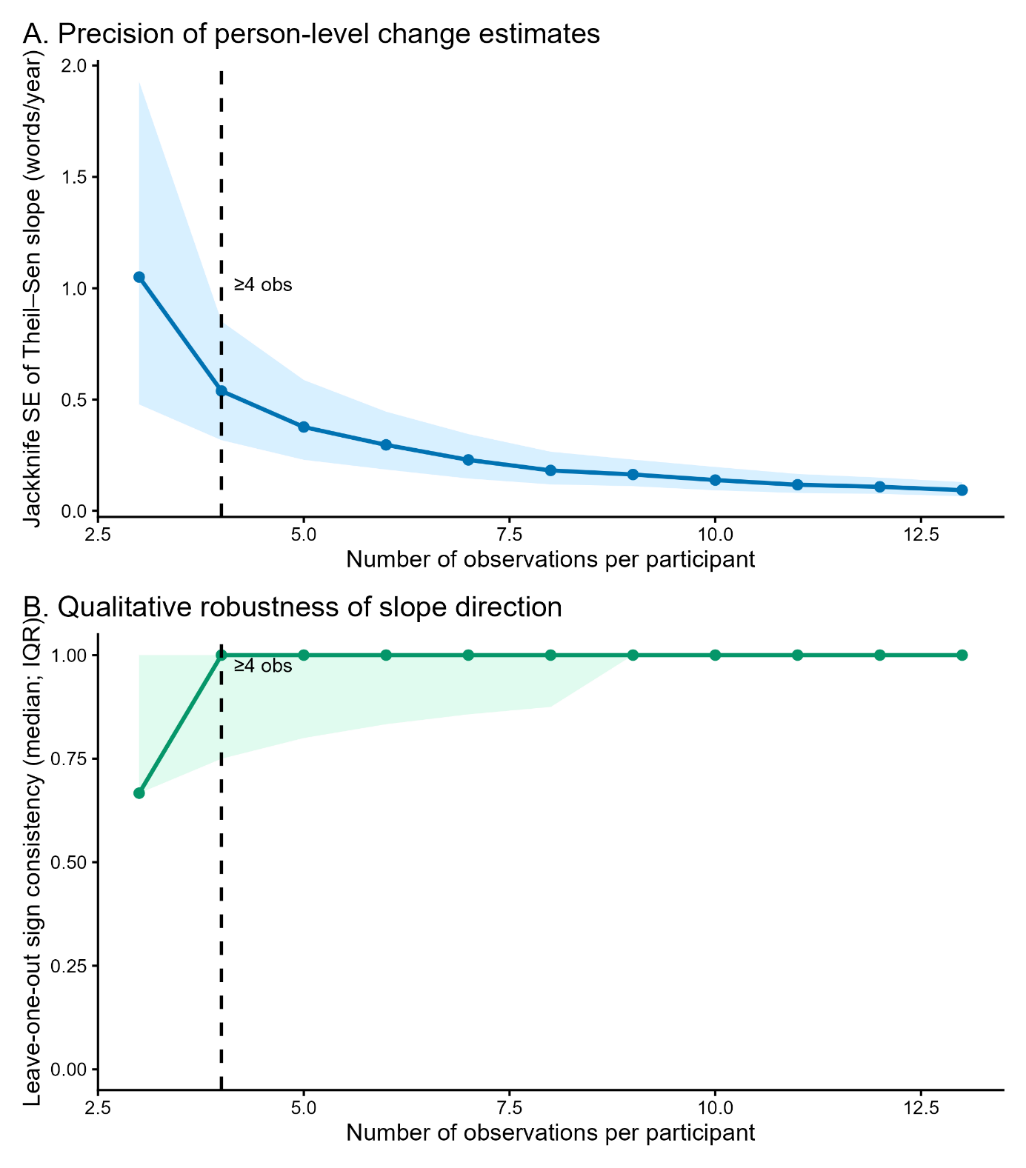 A. Precision of person-level change estimates
Jackknife SE of Theil–Sen slope (words/year)
2.0
1.5
1.0
0.5
0.0
≥4 obs
2.5 5.0 7.5 10.0 12.5
Number of observations per participant
B. Qualitative robustness of slope direction
Leave-one-out sign consistency (median; IQR)
1.00
0.75
0.50
0.25
0.00
≥4 obs
2.5 5.0 7.5 10.0 12.5
Number of observations per participant